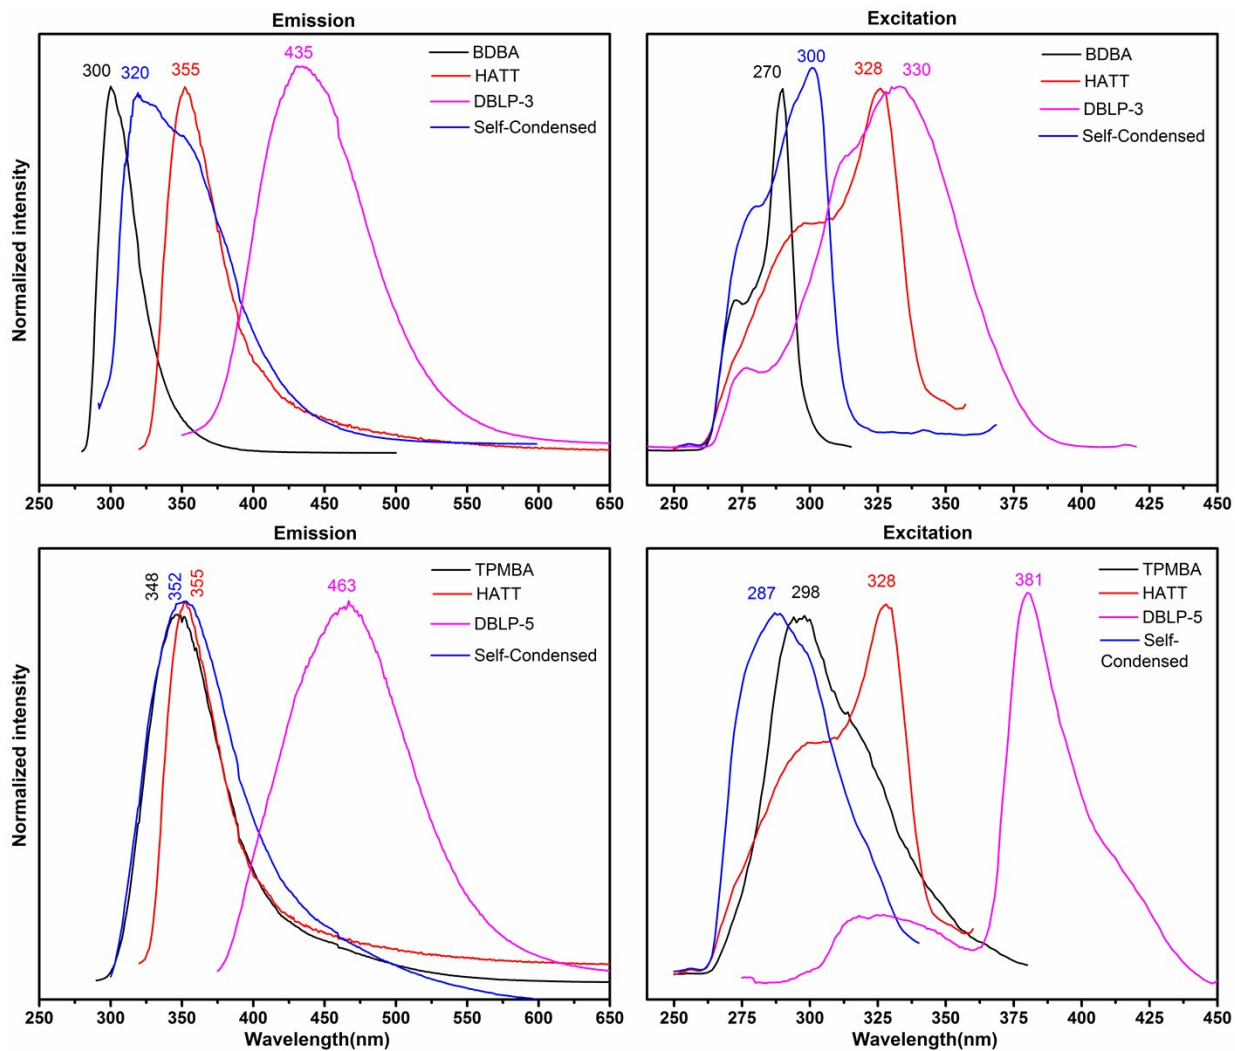 Emission
300
320
355
435
BDBA
HATT
DBLP-3
Self-Condensed
Normalized intensity
250 300 350 400 450 500 550 600 650
Excitation
270
300
328
330
BDBA
HATT
DBLP-3
Self-Condensed
250 275 300 325 350 375 400 425 450
Emission
348
352
355
463
TPMBA
HATT
DBLP-5
Self-Condensed
Normalized intensity
250 300 350 400 450 500 550 600 650
Wavelength(nm)
Excitation
287
298
328
381
TPMBA
HATT
DBLP-5
Self-
Condensed
250 275 300 325 350 375 400 425 450
Wavelength(nm)